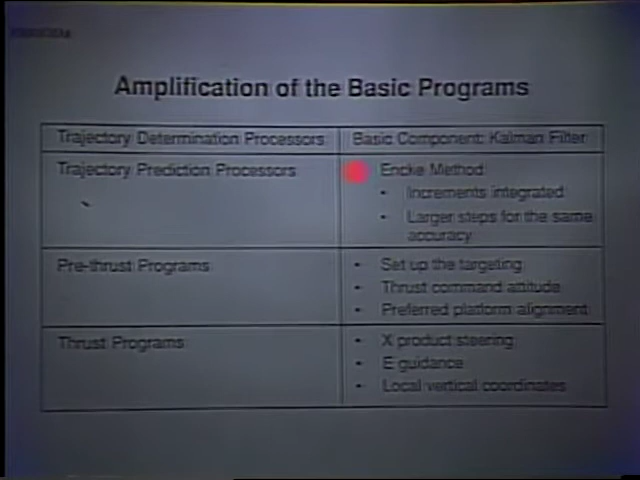 Amplification of the Basic Programs
Trajectory Determination Processors
Basic Component: Kalman Filter
Trajectory Prediction Processors
Encke Method
• Increments integrated
• Larger steps for the same
accuracy
Pre-thrust Programs
• Set up the targeting
• Thrust command attitude
• Preferred platform alignment
Thrust Programs
• X product steering
• E guidance
• Local vertical coordinates